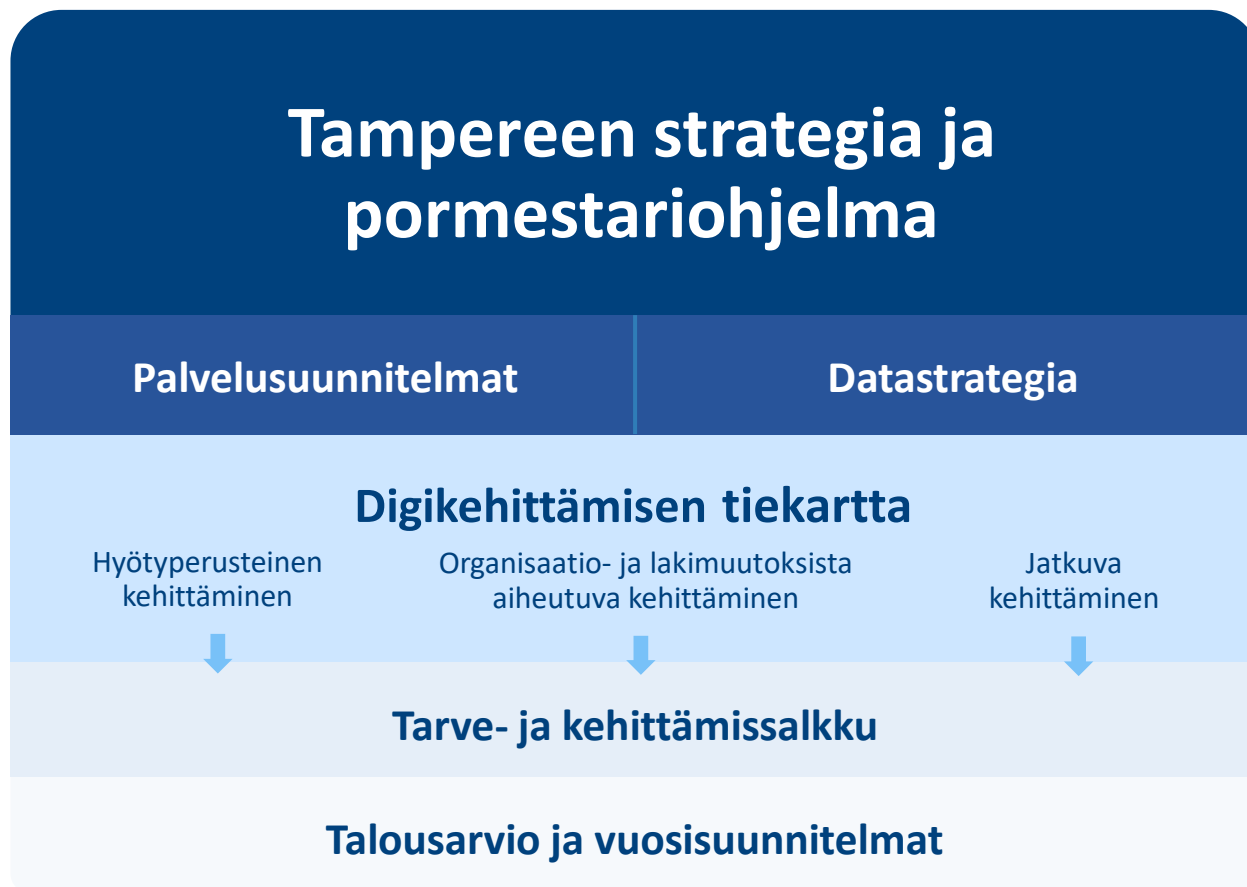 Tampereen strategia ja
pormestariohjelma
Palvelusuunnitelmat
Datastrategia
Digikehittämisen tiekartta
Hyötyperusteinen
kehittäminen
Organisaatio- ja lakimuutoksista
aiheutuva kehittäminen
Jatkuva
kehittäminen
Tarve- ja kehittämissalkku
Talousarvio ja vuosisuunnitelmat